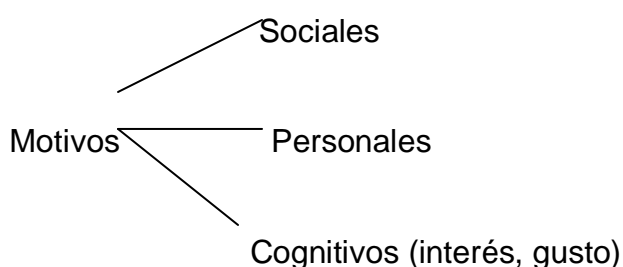 Sociales
Motivos
Personales
Cognitivos (interés, gusto)